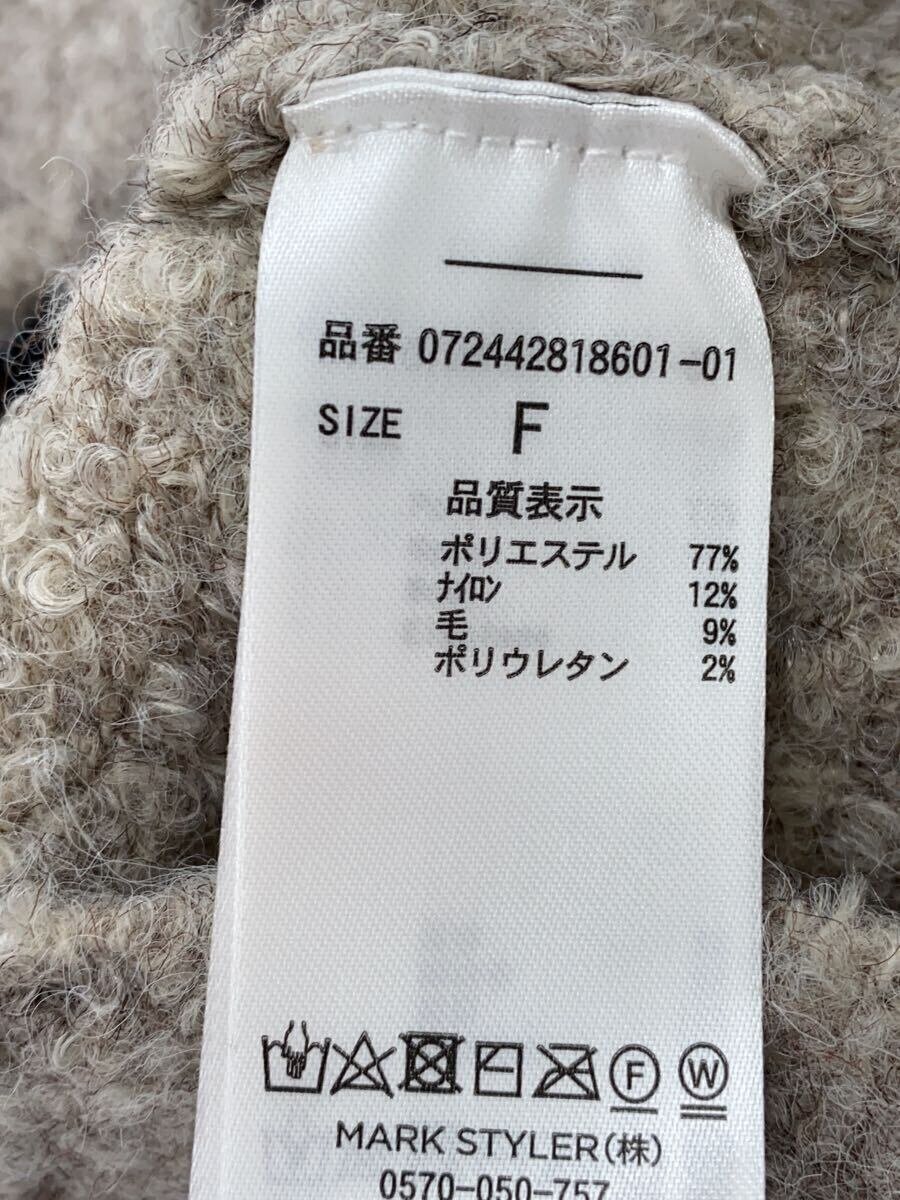 品番 072442818601-01
SIZE F
品質表示
ポリエステル 77%
ﾅｲﾛﾝ 12%
毛 9%
ポリウレタン 2%
F W
MARK STYLER(株)
0570-050-757